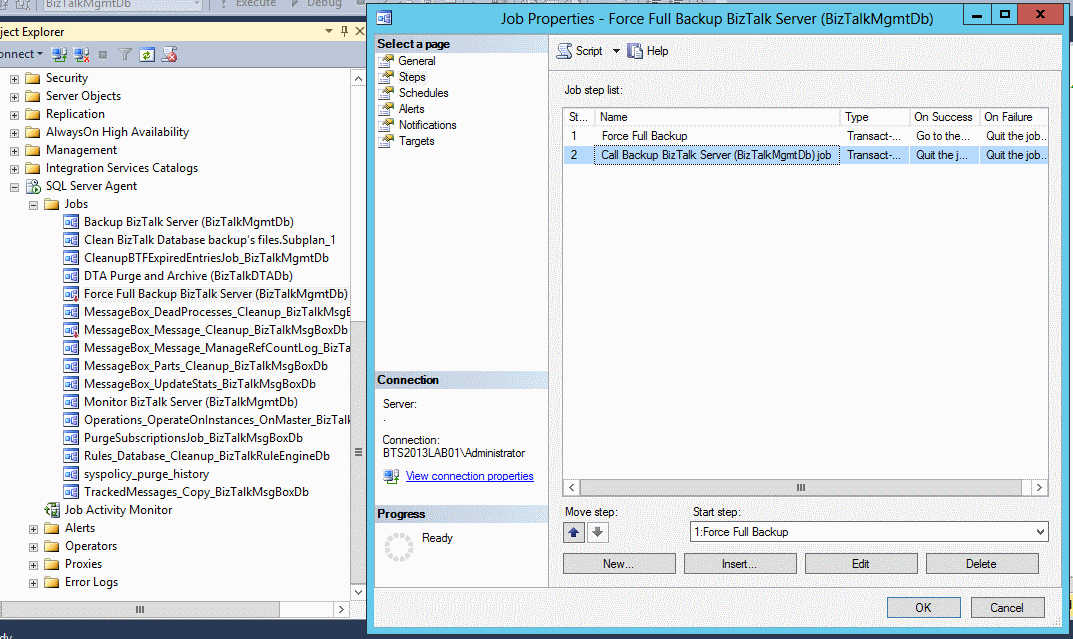 BizTalkMgmtDb
Execute
Debug
ject Explorer
onnect
Security
Server Objects
Replication
AlwaysOn High Availability
Management
Integration Services Catalogs
SQL Server Agent
Jobs
Backup BizTalk Server (BizTalkMgmtDb)
Clean BizTalk Database backup's files.Subplan_1
CleanupBTFExpiredEntriesJob_BizTalkMgmtDb
DTA Purge and Archive (BizTalkDTADb)
Force Full Backup BizTalk Server (BizTalkMgmtDb)
MessageBox_DeadProcesses_Cleanup_BizTalkMsgB
MessageBox_Message_Cleanup_BizTalkMsgBoxDb
MessageBox_Message_ManageRefCountLog_BizTa
MessageBox_Parts_Cleanup_BizTalkMsgBoxDb
MessageBox_UpdateStats_BizTalkMsgBoxDb
Monitor BizTalk Server (BizTalkMgmtDb)
Operations_OperateOnInstances_OnMaster_BizTalk
PurgeSubscriptionsJob_BizTalkMsgBoxDb
Rules_Database_Cleanup_BizTalkRuleEngineDb
syspolicy_purge_history
TrackedMessages_Copy_BizTalkMsgBoxDb
Job Activity Monitor
Alerts
Operators
Proxies
Error Logs
Job Properties - Force Full Backup BizTalk Server (BizTalkMgmtDb)
Select a page
General
Steps
Schedules
Alerts
Notifications
Targets
Connection
Server:
.
Connection:
BTS2013LAB01\Administrator
View connection properties
Progress
Ready
Script
Help
Job step list:
St... Name Type On Success On Failure
1 Force Full Backup Transact-... Go to the... Quit the job..
2 Call Backup BizTalk Server (BizTalkMgmtDb) job Transact-... Quit the j... Quit the job..
Move step:
Start step:
1:Force Full Backup
New...
Insert...
Edit
Delete
OK
Cancel